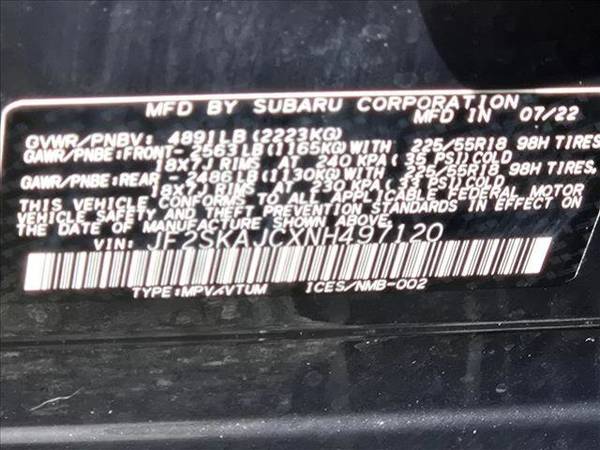 MFD BY SUBARU CORPORATION
MFD IN 07/22
GVWR/PNBV: 4891LB(2223KG)
GAWR/PNBE:FRONT-2563LB(1165KG)WITH 225/55R18 98H TIRES,
18x7J RIMS AT 240 KPA( 35 PSI)COLD
GAWR/PNBE:REAR -2486LB(1130KG)WITH 225/55R18 98H TIRES,
18x7J RIMS AT 230 KPA( 33 PSI)COLD
THIS VEHICLE CONFORMS TO ALL APPLICABLE FEDERAL MOTOR
VEHICLE SAFETY AND THEFT PREVENTION STANDARDS IN EFFECT ON
THE DATE OF MANUFACTURE SHOWN ABOVE.
VIN: JF2SKAJCXNH497120
TYPE:MPV/VTUM ICES/NMB-002